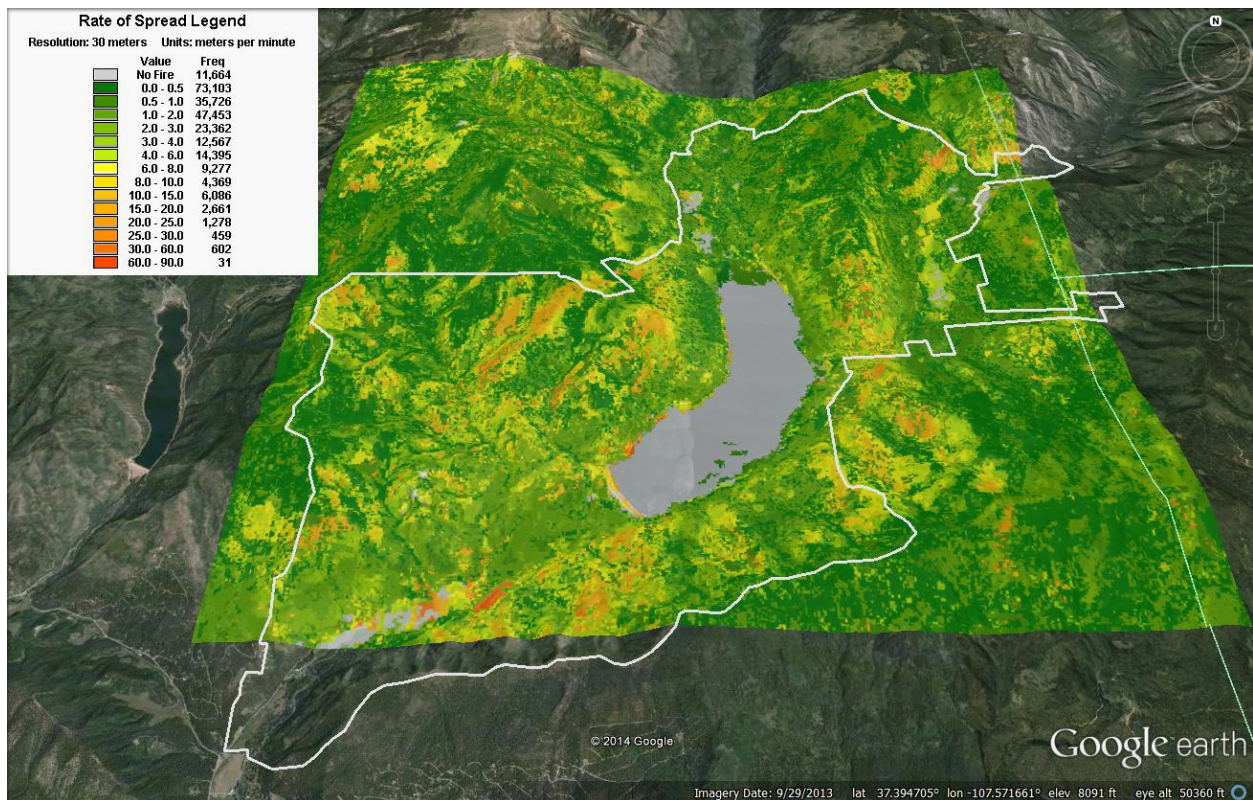 Rate of Spread Legend
Resolution: 30 meters Units: meters per minute
Value Freq
No Fire 11,664
0.0 - 0.5 73,103
0.5 - 1.0 35,726
1.0 - 2.0 47,453
2.0 - 3.0 23,362
3.0 - 4.0 12,567
4.0 - 6.0 14,395
6.0 - 8.0 9,277
8.0 - 10.0 4,369
10.0 - 15.0 6,086
15.0 - 20.0 2,661
20.0 - 25.0 1,278
25.0 - 30.0 459
30.0 - 60.0 602
60.0 - 90.0 31
N
© 2014 Google
Google earth
Imagery Date: 9/29/2013 lat 37.394705° lon -107.571661° elev 8091 ft eye alt 50360 ft